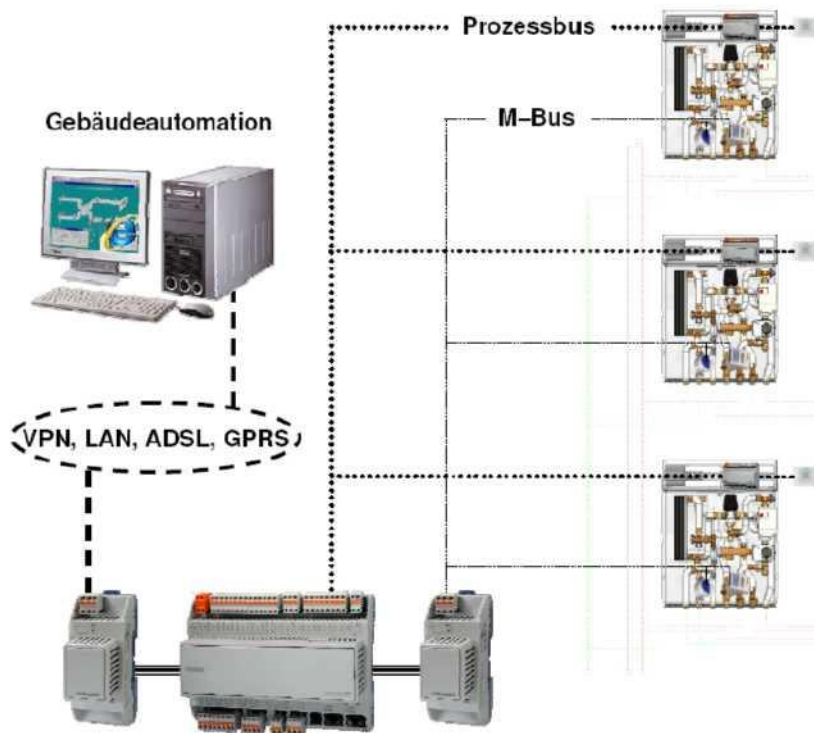 Prozessbus
M–Bus
Gebäudeautomation
VPN, LAN, ADSL, GPRS